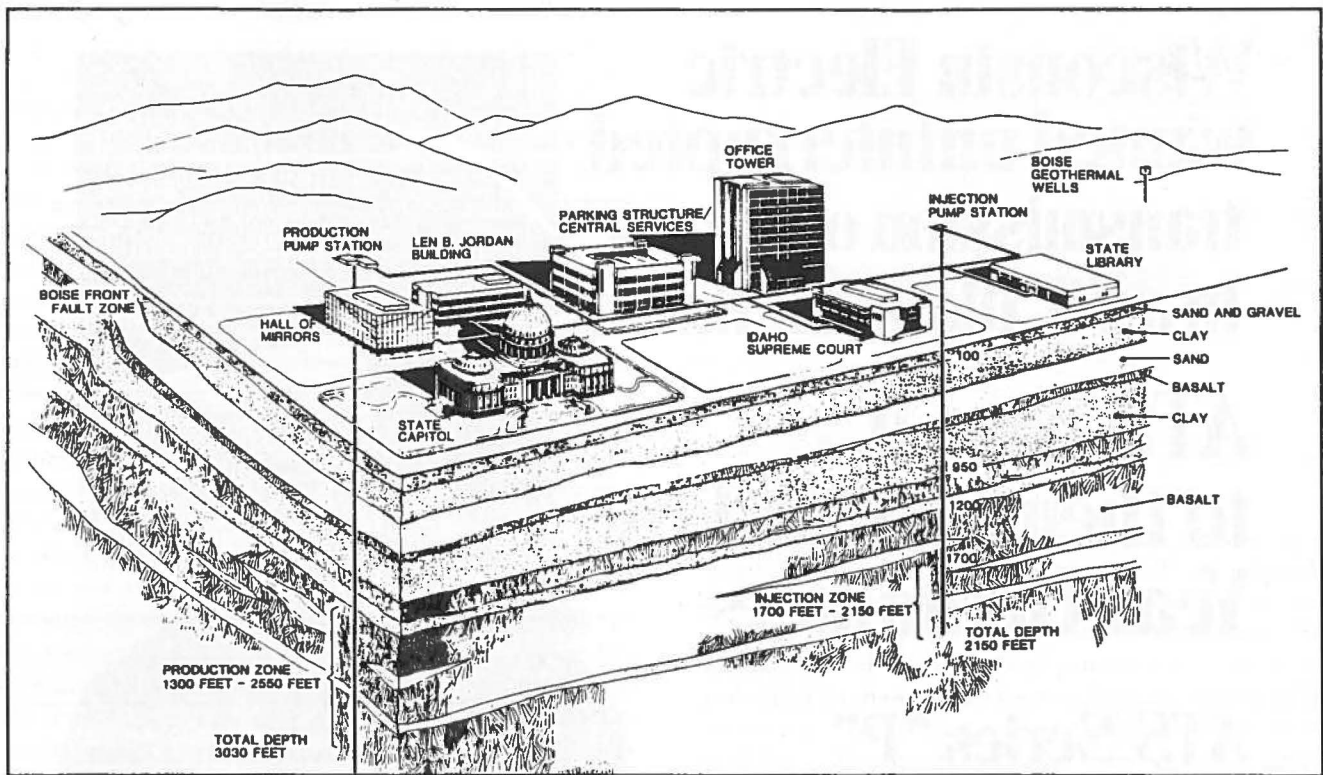 OFFICE
TOWER
BOISE
GEOTHERMAL
WELLS
PRODUCTION
PUMP STATION
LEN B. JORDAN
BUILDING
PARKING STRUCTURE/
CENTRAL SERVICES
INJECTION
PUMP STATION
STATE
LIBRARY
BOISE FRONT
FAULT ZONE
HALL OF
MIRRORS
STATE
CAPITOL
IDAHO
SUPREME COURT
SAND AND GRAVEL
CLAY
100
SAND
BASALT
CLAY
950
1200
BASALT
1700
INJECTION ZONE
1700 FEET - 2150 FEET
TOTAL DEPTH
2150 FEET
PRODUCTION ZONE
1300 FEET - 2550 FEET
TOTAL DEPTH
3030 FEET